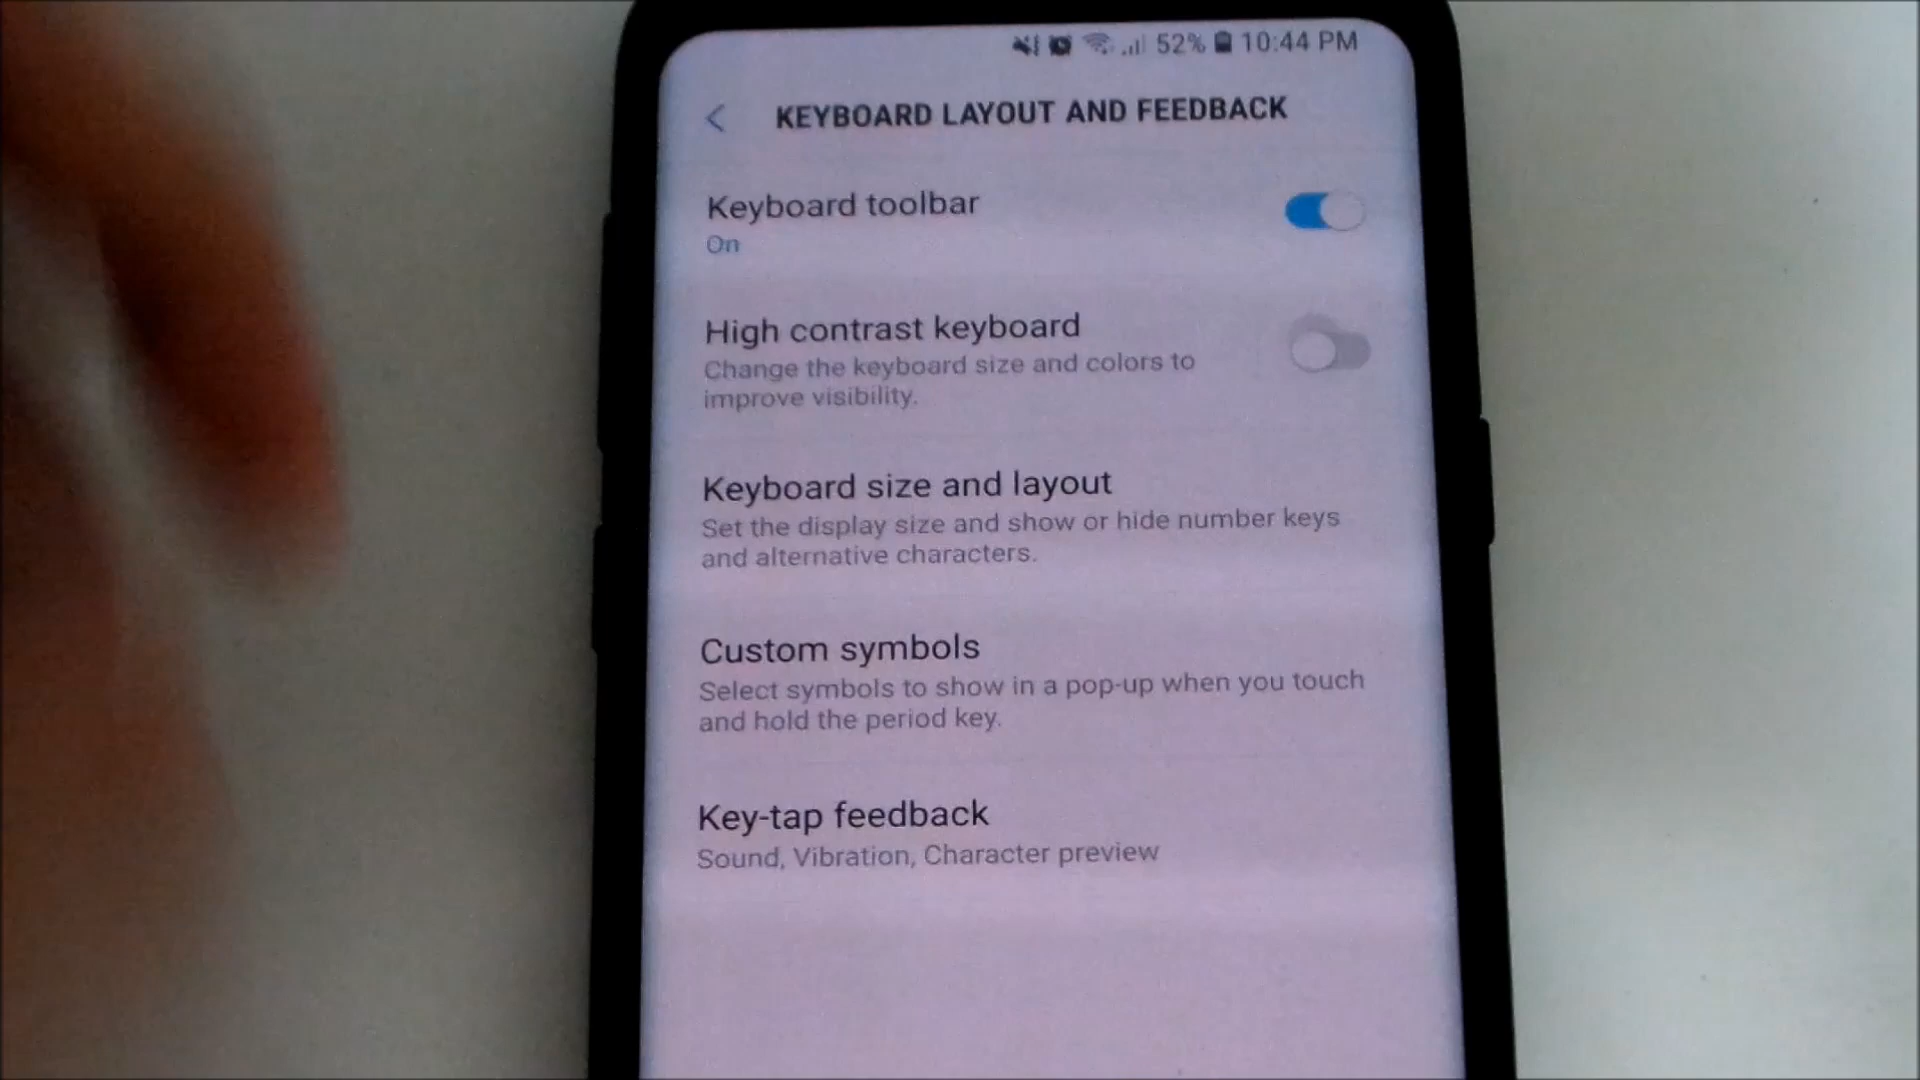 52% 10:44 PM
KEYBOARD LAYOUT AND FEEDBACK
Keyboard toolbar
On
High contrast keyboard
Change the keyboard size and colors to
improve visibility.
Keyboard size and layout
Set the display size and show or hide number keys
and alternative characters.
Custom symbols
Select symbols to show in a pop-up when you touch
and hold the period key.
Key-tap feedback
Sound, Vibration, Character preview